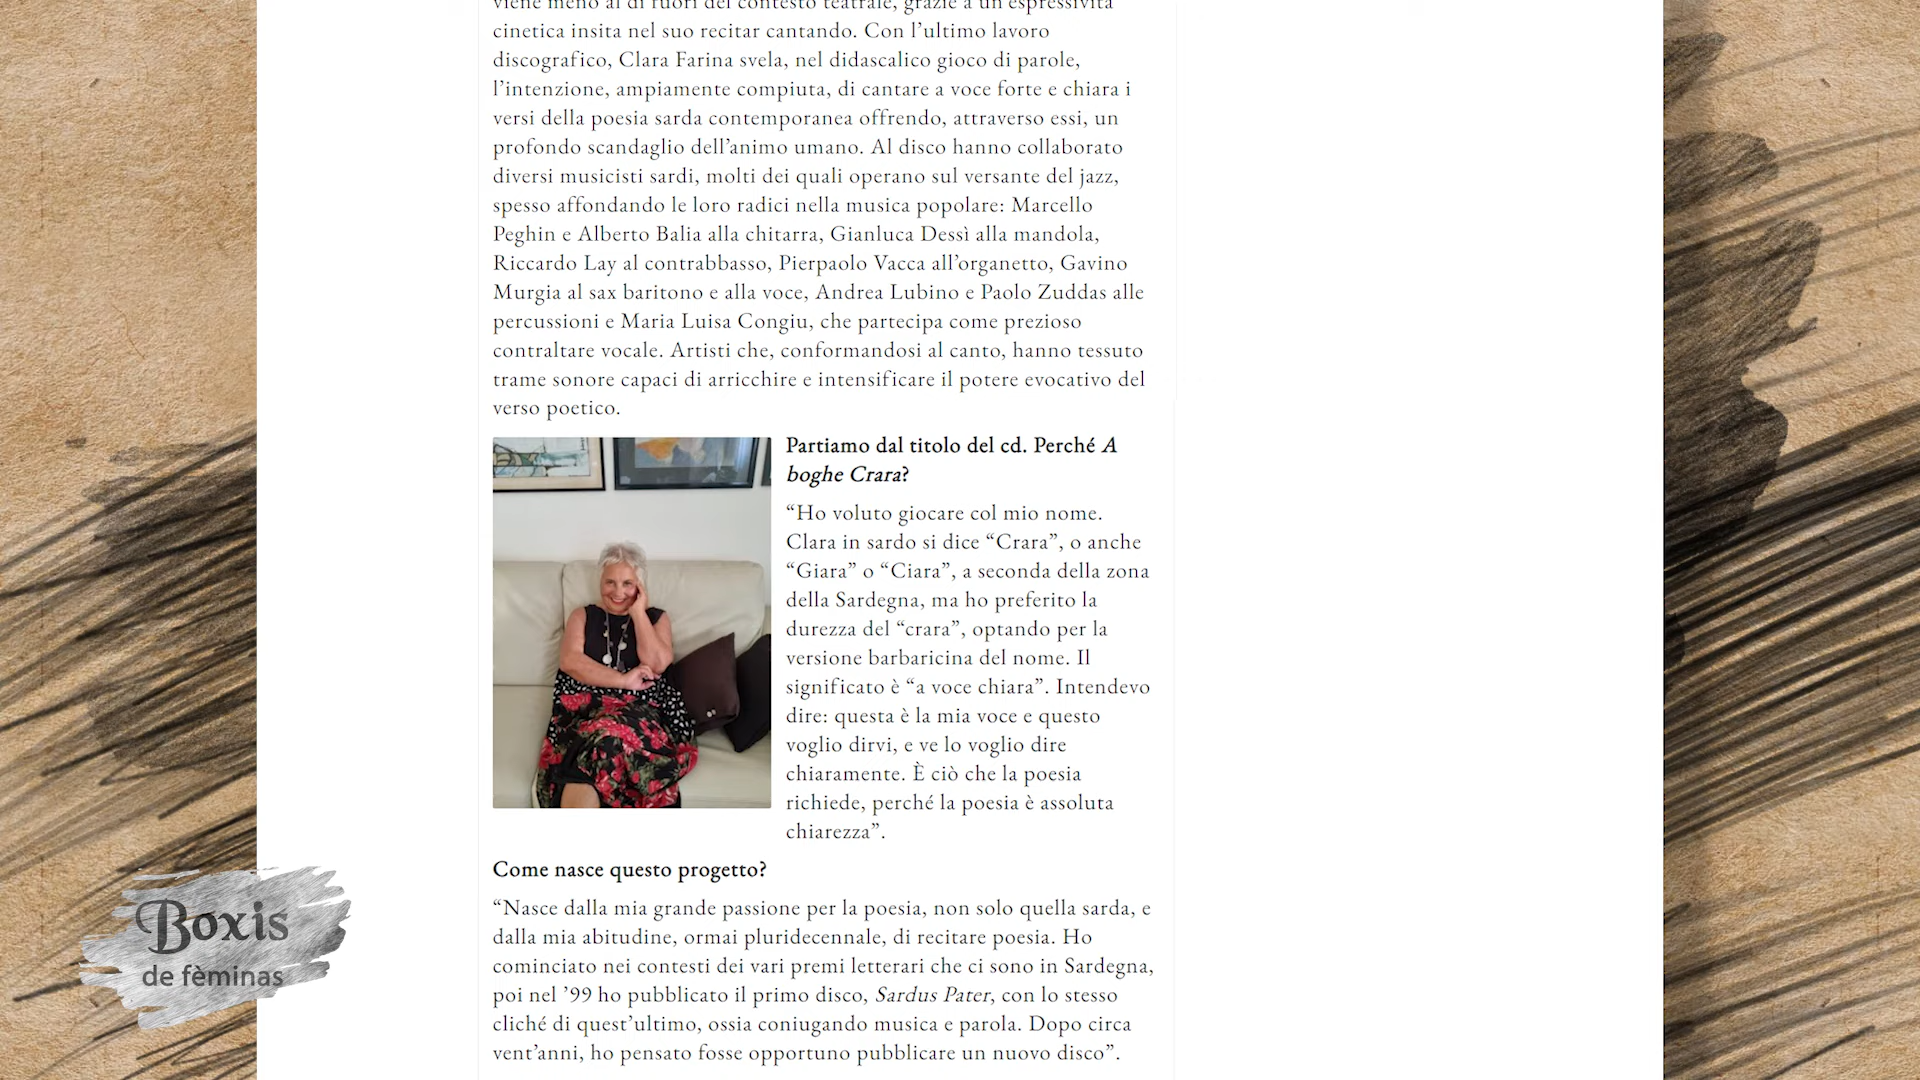 viene meno al di fuori del contesto teatrale, grazie a un'espressività
cinetica insita nel suo recitar cantando. Con l’ultimo lavoro
discografico, Clara Farina svela, nel didascalico gioco di parole,
l’intenzione, ampiamente compiuta, di cantare a voce forte e chiara i
versi della poesia sarda contemporanea offrendo, attraverso essi, un
profondo scandaglio dell’animo umano. Al disco hanno collaborato
diversi musicisti sardi, molti dei quali operano sul versante del jazz,
spesso affondando le loro radici nella musica popolare: Marcello
Peghin e Alberto Balia alla chitarra, Gianluca Dessì alla mandola,
Riccardo Lay al contrabbasso, Pierpaolo Vacca all’organetto, Gavino
Murgia al sax baritono e alla voce, Andrea Lubino e Paolo Zuddas alle
percussioni e Maria Luisa Congiu, che partecipa come prezioso
contraltare vocale. Artisti che, conformandosi al canto, hanno tessuto
trame sonore capaci di arricchire e intensificare il potere evocativo del
verso poetico.
Partiamo dal titolo del cd. Perché A
boghe Crara?
“Ho voluto giocare col mio nome.
Clara in sardo si dice “Crara”, o anche
“Giara” o “Ciara”, a seconda della zona
della Sardegna, ma ho preferito la
durezza del “crara”, optando per la
versione barbaricina del nome. Il
significato è “a voce chiara”. Intendevo
dire: questa è la mia voce e questo
voglio dirvi, e ve lo voglio dire
chiaramente. È ciò che la poesia
richiede, perché la poesia è assoluta
chiarezza”.
Come nasce questo progetto?
“Nasce dalla mia grande passione per la poesia, non solo quella sarda, e
dalla mia abitudine, ormai pluridecennale, di recitare poesia. Ho
cominciato nei contesti dei vari premi letterari che ci sono in Sardegna,
poi nel ’99 ho pubblicato il primo disco, Sardus Pater, con lo stesso
cliché di quest’ultimo, ossia coniugando musica e parola. Dopo circa
vent’anni, ho pensato fosse opportuno pubblicare un nuovo disco”.
Boxis
de fèminas